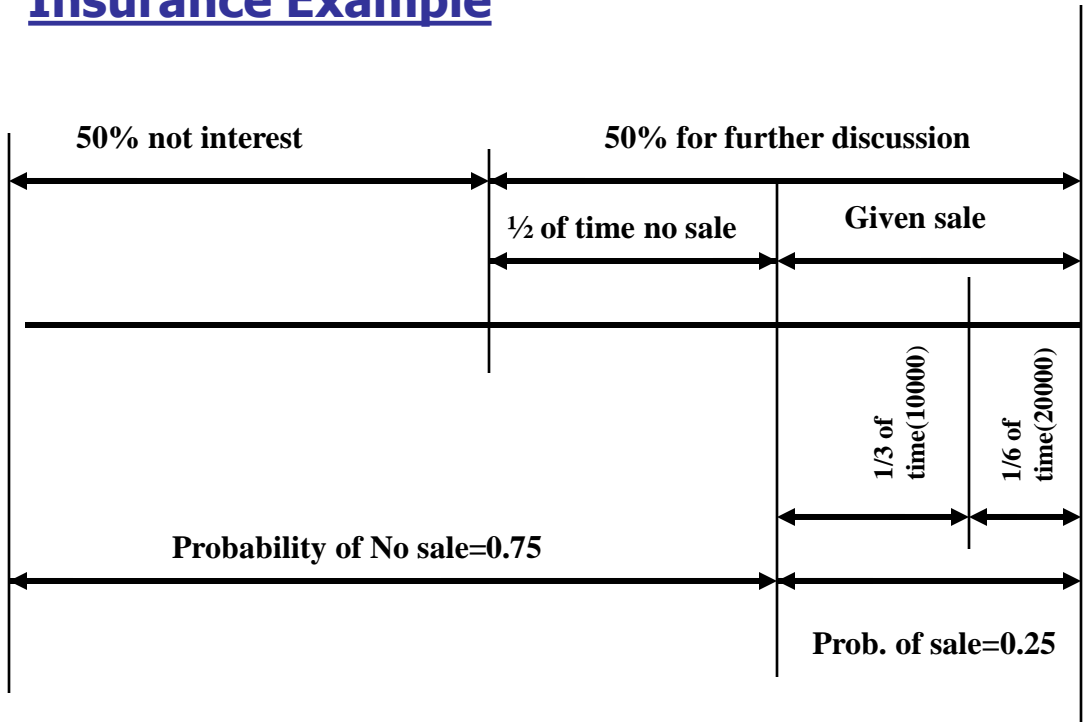 Insurance Example
50% not interest
50% for further discussion
½ of time no sale
Given sale
1/3 of
time(10000)
1/6 of
time(20000)
Probability of No sale=0.75
Prob. of sale=0.25